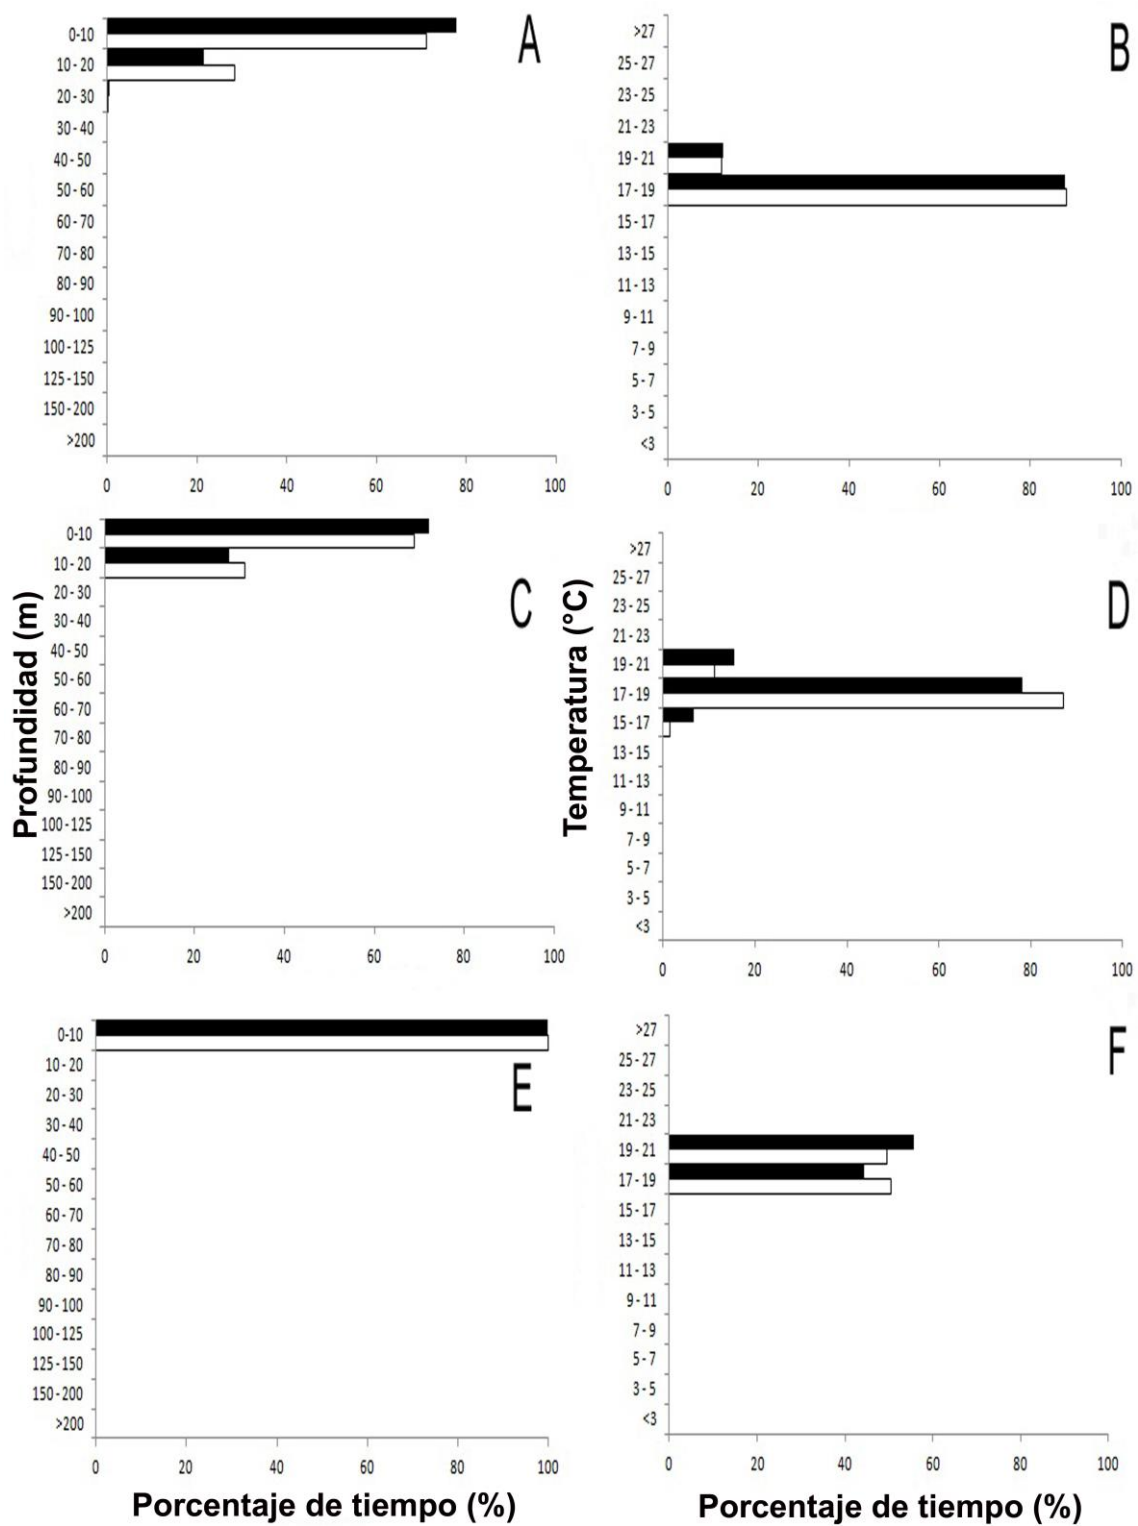 A
0-10
10 - 20
20 - 30
30 - 40
40 - 50
50 - 60
60 - 70
70 - 80
80 - 90
90 - 100
100 -125
125 -150
150 -200
>200
0 20 40 60 80 100
B
>27
25 - 27
23 - 25
21 - 23
19 - 21
17 - 19
15 - 17
13 - 15
11 - 13
9 - 11
7 - 9
5 - 7
3 - 5
<3
0 20 40 60 80 100
Profundidad (m)
C
0-10
10 - 20
20 - 30
30 - 40
40 - 50
50 - 60
60 - 70
70 - 80
80 - 90
90 - 100
100 -125
125 -150
150 -200
>200
0 20 40 60 80 100
Temperatura (°C)
D
>27
25 - 27
23 - 25
21 - 23
19 - 21
17 - 19
15 - 17
13 - 15
11 - 13
9 - 11
7 - 9
5 - 7
3 - 5
<3
0 20 40 60 80 100
E
0-10
10 - 20
20 - 30
30 - 40
40 - 50
50 - 60
60 - 70
70 - 80
80 - 90
90 - 100
100 -125
125 -150
150 -200
>200
0 20 40 60 80 100
Porcentaje de tiempo (%)
F
>27
25 - 27
23 - 25
21 - 23
19 - 21
17 - 19
15 - 17
13 - 15
11 - 13
9 - 11
7 - 9
5 - 7
3 - 5
<3
0 20 40 60 80 100
Porcentaje de tiempo (%)